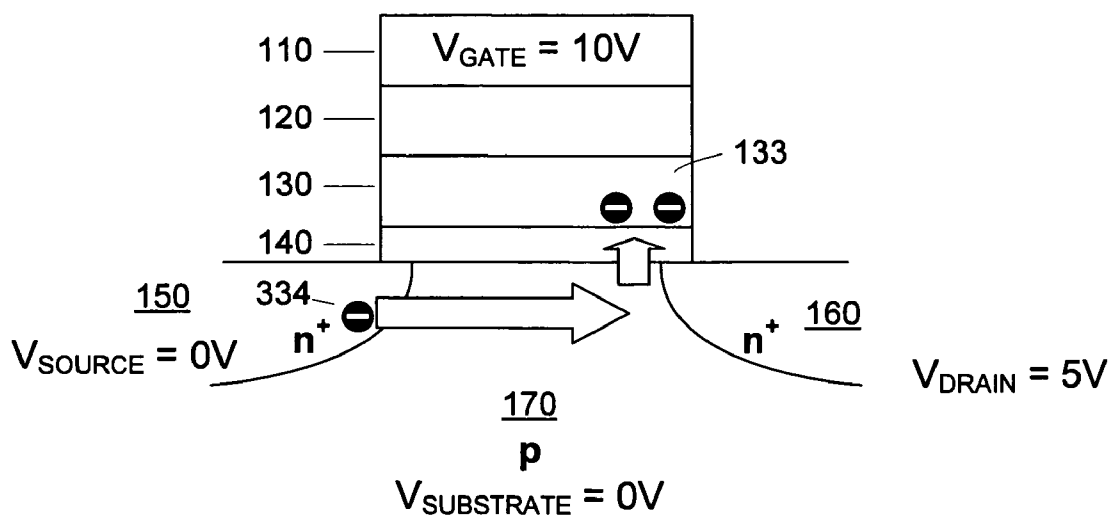 110
V_GATE = 10V
120
133
130
140
150
334
n⁺
n⁺
160
V_SOURCE = 0V
V_DRAIN = 5V
170
p
V_SUBSTRATE = 0V